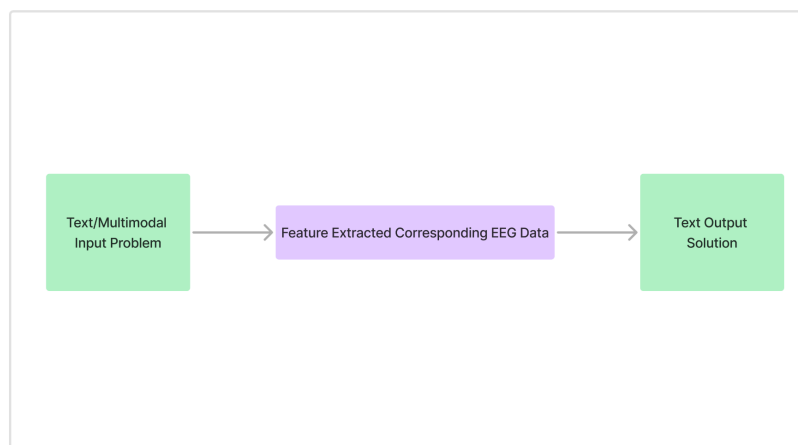 Text/Multimodal
Input Problem
Feature Extracted Corresponding EEG Data
Text Output
Solution